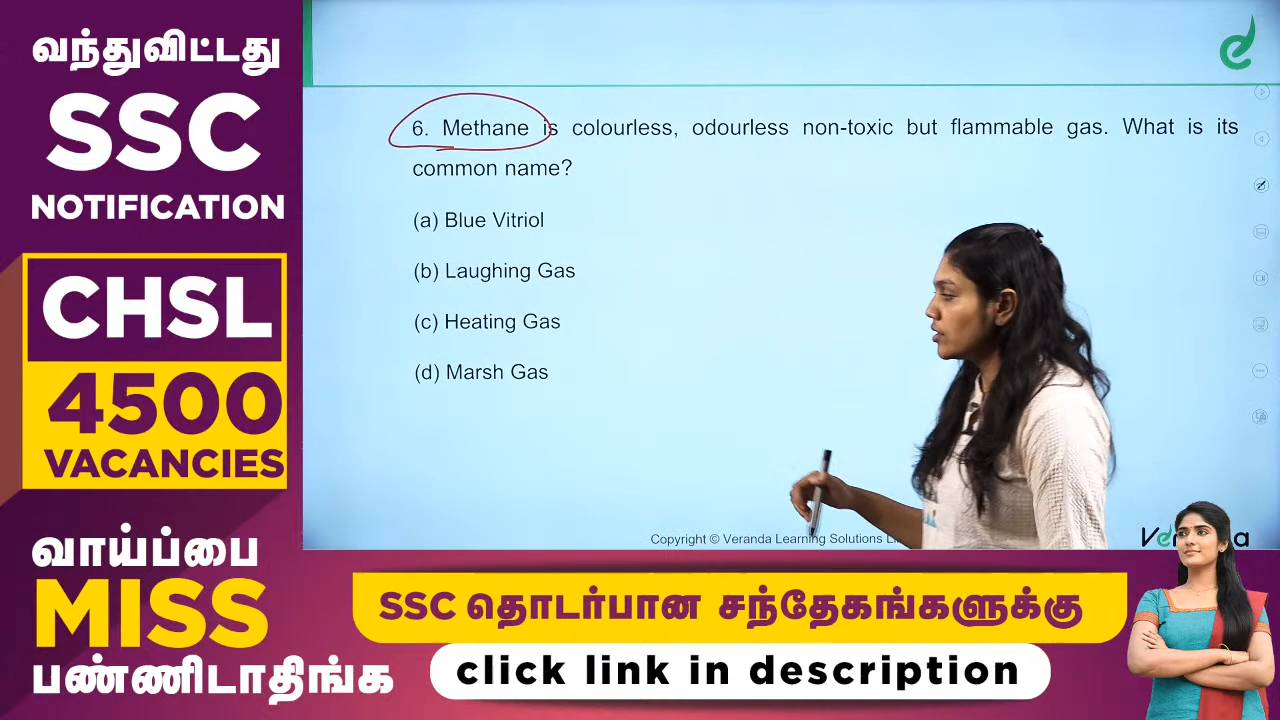 வந்துவிட்டது
SSC
NOTIFICATION
CHSL
4500
VACANCIES
வாய்ப்பை
MISS
பண்ணிடாதிங்க
6. Methane is colourless, odourless non-toxic but flammable gas. What is its
common name?
(a) Blue Vitriol
(b) Laughing Gas
(c) Heating Gas
(d) Marsh Gas
Copyright © Veranda Learning Solutions
SSC தொடர்பான சந்தேகங்களுக்கு
click link in description